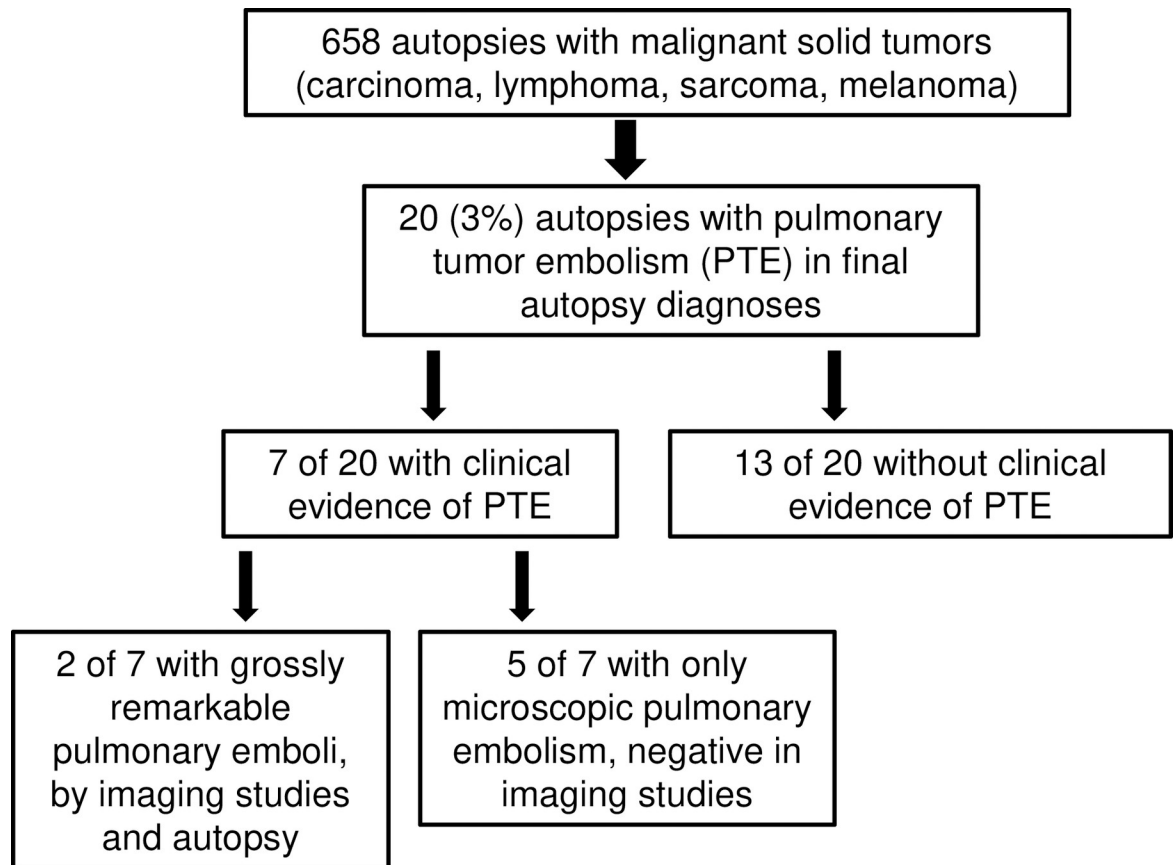 658 autopsies with malignant solid tumors
(carcinoma, lymphoma, sarcoma, melanoma)
20 (3%) autopsies with pulmonary
tumor embolism (PTE) in final
autopsy diagnoses
7 of 20 with clinical
evidence of PTE
13 of 20 without clinical
evidence of PTE
2 of 7 with grossly
remarkable
pulmonary emboli,
by imaging studies
and autopsy
5 of 7 with only
microscopic pulmonary
embolism, negative in
imaging studies